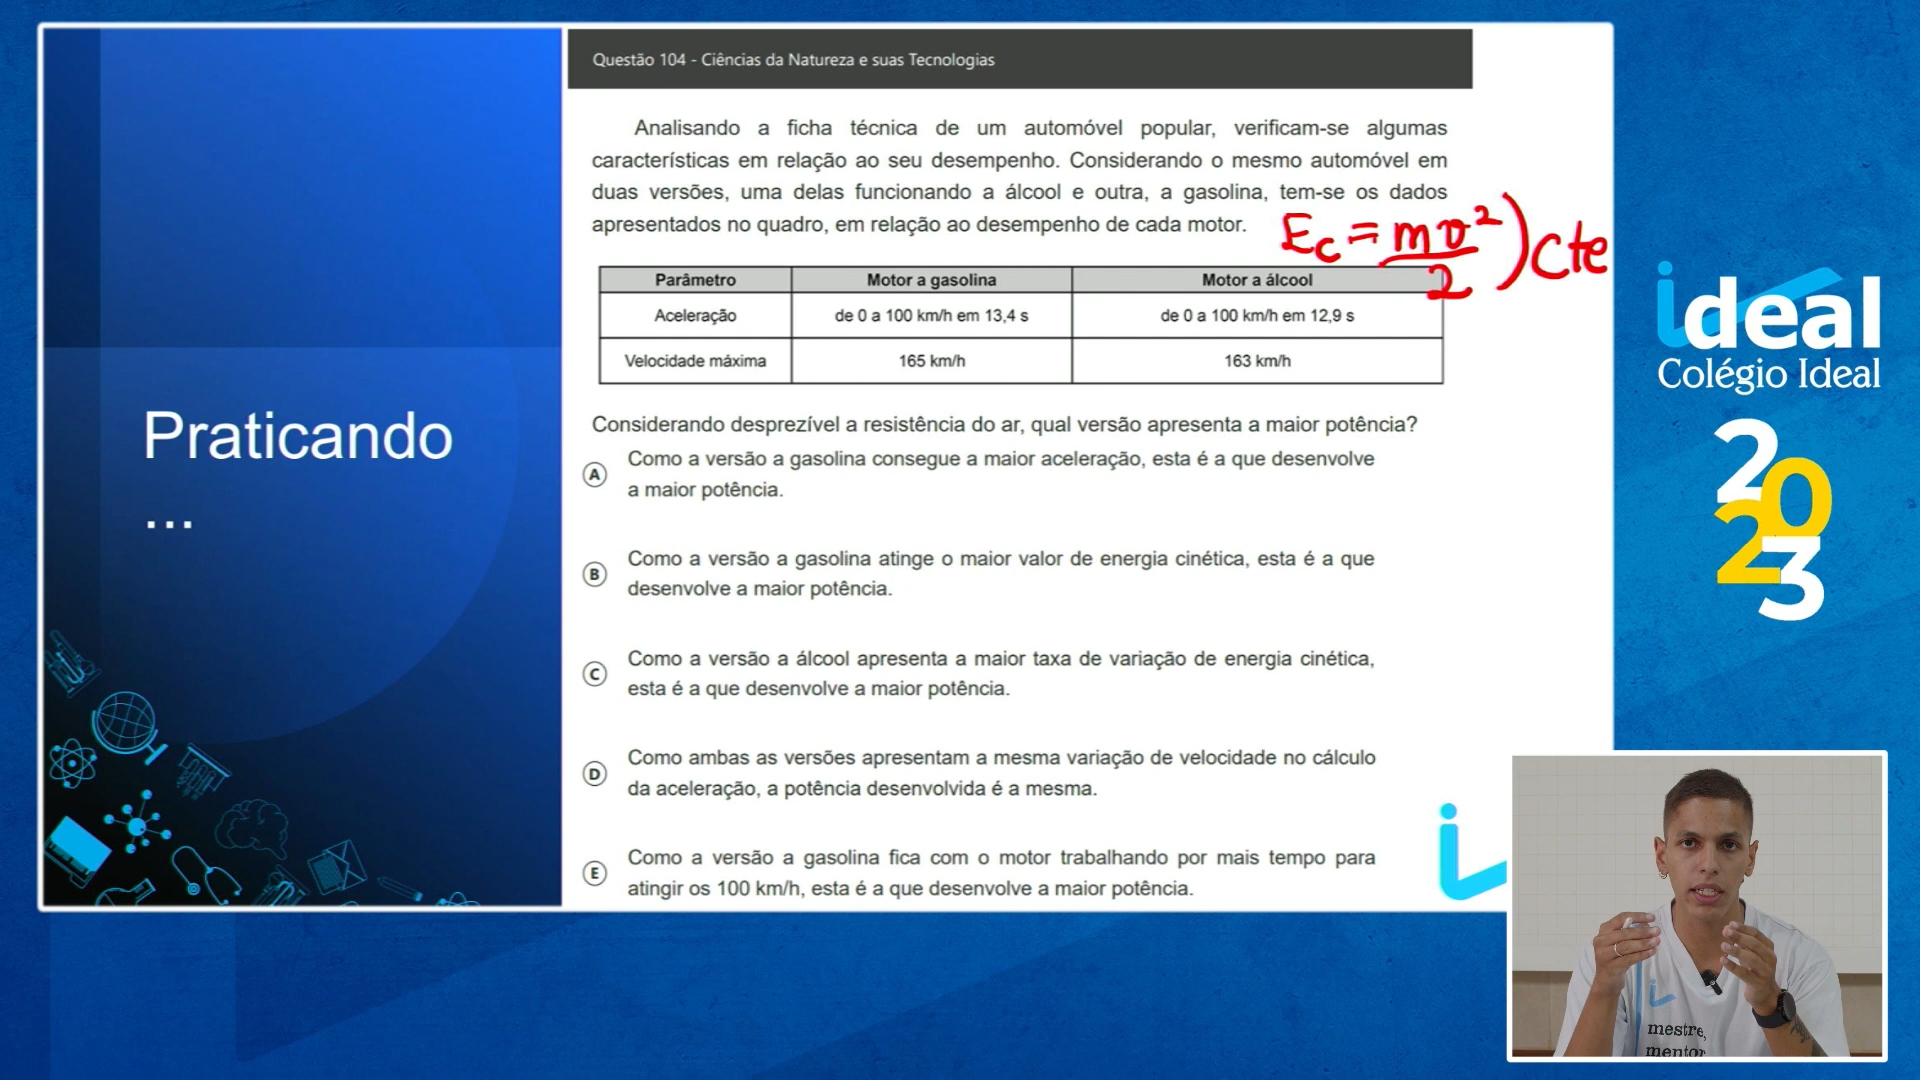 Praticando
...
Questão 104 - Ciências da Natureza e suas Tecnologias
Analisando a ficha técnica de um automóvel popular, verificam-se algumas
características em relação ao seu desempenho. Considerando o mesmo automóvel em
duas versões, uma delas funcionando a álcool e outra, a gasolina, tem-se os dados
apresentados no quadro, em relação ao desempenho de cada motor.
Ec = mv²/2 ) Cte
Parâmetro Motor a gasolina Motor a álcool
Aceleração de 0 a 100 km/h em 13,4 s de 0 a 100 km/h em 12,9 s
Velocidade máxima 165 km/h 163 km/h
Considerando desprezível a resistência do ar, qual versão apresenta a maior potência?
A Como a versão a gasolina consegue a maior aceleração, esta é a que desenvolve
a maior potência.
B Como a versão a gasolina atinge o maior valor de energia cinética, esta é a que
desenvolve a maior potência.
C Como a versão a álcool apresenta a maior taxa de variação de energia cinética,
esta é a que desenvolve a maior potência.
D Como ambas as versões apresentam a mesma variação de velocidade no cálculo
da aceleração, a potência desenvolvida é a mesma.
E Como a versão a gasolina fica com o motor trabalhando por mais tempo para
atingir os 100 km/h, esta é a que desenvolve a maior potência.
ideal
Colégio Ideal
2023
mestre,
mentor